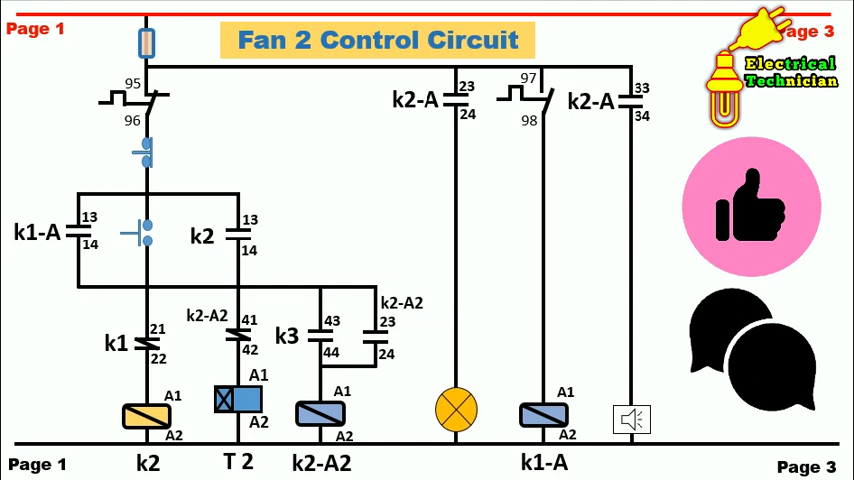 Page 1
Fan 2 Control Circuit
age 3
Electrical
Technician
95
96
k2-A
23
24
97
98
k2-A
33
34
k1-A
13
14
k2
13
14
k1
21
22
k2-A2
41
42
k3
43
44
k2-A2
23
24
A1
A2
A1
A2
A1
A2
A1
A2
Page 1
k2
T 2
k2-A2
k1-A
Page 3